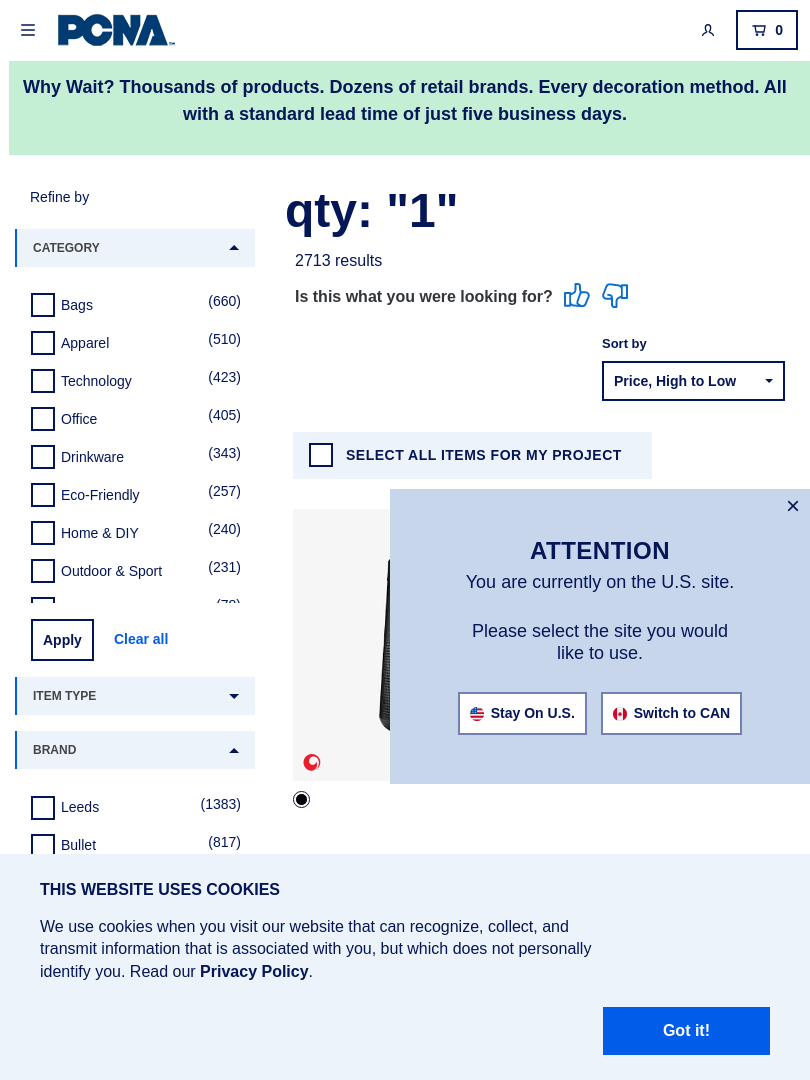 PCNA™
0
Why Wait? Thousands of products. Dozens of retail brands. Every decoration method. All
with a standard lead time of just five business days.
Refine by
CATEGORY
Bags (660)
Apparel (510)
Technology (423)
Office (405)
Drinkware (343)
Eco-Friendly (257)
Home & DIY (240)
Outdoor & Sport (231)
Apply Clear all
ITEM TYPE
BRAND
Leeds (1383)
Bullet (817)
qty: "1"
2713 results
Is this what you were looking for?
Sort by
Price, High to Low
SELECT ALL ITEMS FOR MY PROJECT
ATTENTION
You are currently on the U.S. site.
Please select the site you would
like to use.
Stay On U.S. Switch to CAN
THIS WEBSITE USES COOKIES
We use cookies when you visit our website that can recognize, collect, and
transmit information that is associated with you, but which does not personally
identify you. Read our Privacy Policy.
Got it!